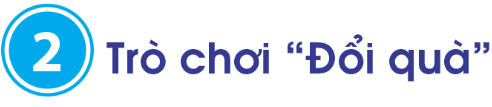 2 Trò chơi “Đổi quà”